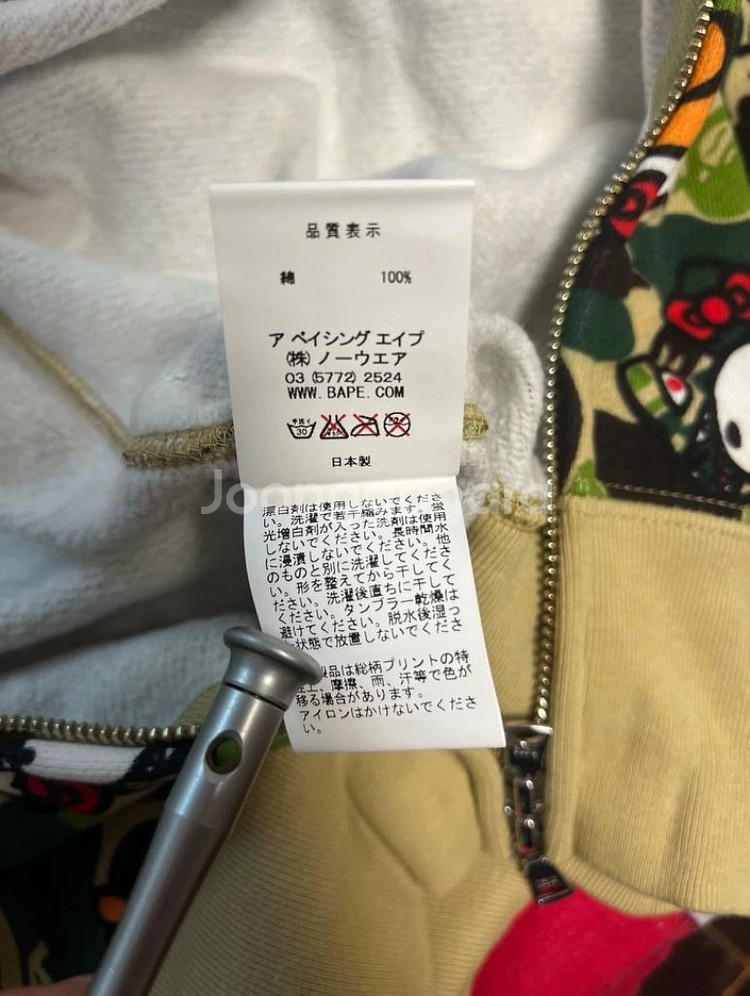 品質表示
綿 100%
ア ベイシング エイプ
(株) ノーウエア
03 (5772) 2524
WWW.BAPE.COM
手洗イ
30
日本製
漂白剤は使用しないでくださ
い。洗濯で若干縮みます。蛍
光増白剤が入った洗剤は使用
しないでください。長時間水
に浸漬しないでください。他
のものと別に洗濯してくださ
い。形を整えてから干してく
ださい。洗濯後直ちに干して
ください。タンブラー乾燥は
避けてください。脱水後湿っ
状態で放置しないでくださ
製品は総柄プリントの特
性上、摩擦、雨、汗等で色が
移る場合があります。
アイロンはかけないでくださ
い。